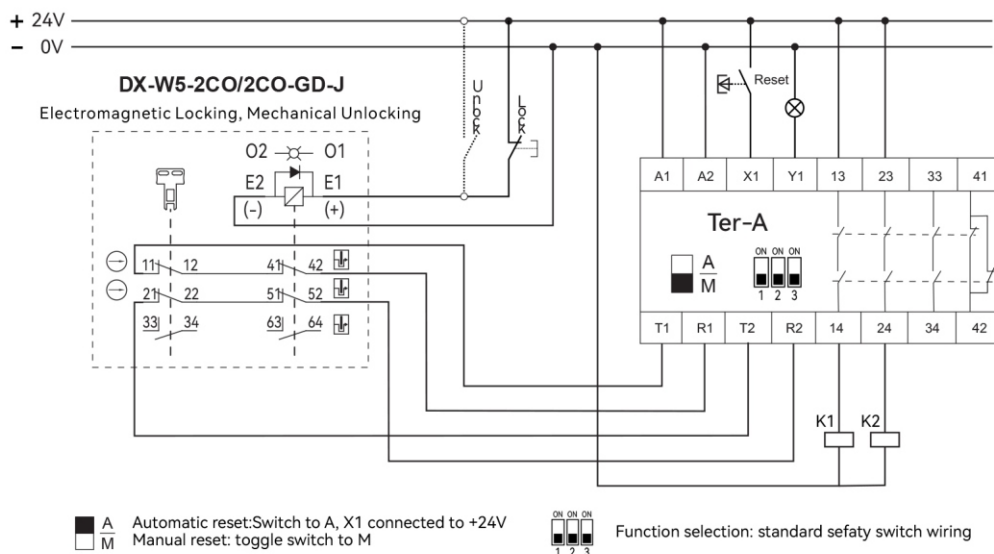 + 24V
− 0V
DX-W5-2CO/2CO-GD-J
Electromagnetic Locking, Mechanical Unlocking
Unlock
Lock
Reset
O2 O1
E2 E1
(-) (+)
11 12 41 42
21 22 51 52
33 34 63 64
A1 A2 X1 Y1 13 23 33 41
Ter-A
A
M
ON ON ON
1 2 3
T1 R1 T2 R2 14 24 34 42
K1 K2
A
M
Automatic reset:Switch to A, X1 connected to +24V
Manual reset: toggle switch to M
ON ON ON
1 2 3
Function selection: standard sefaty switch wiring